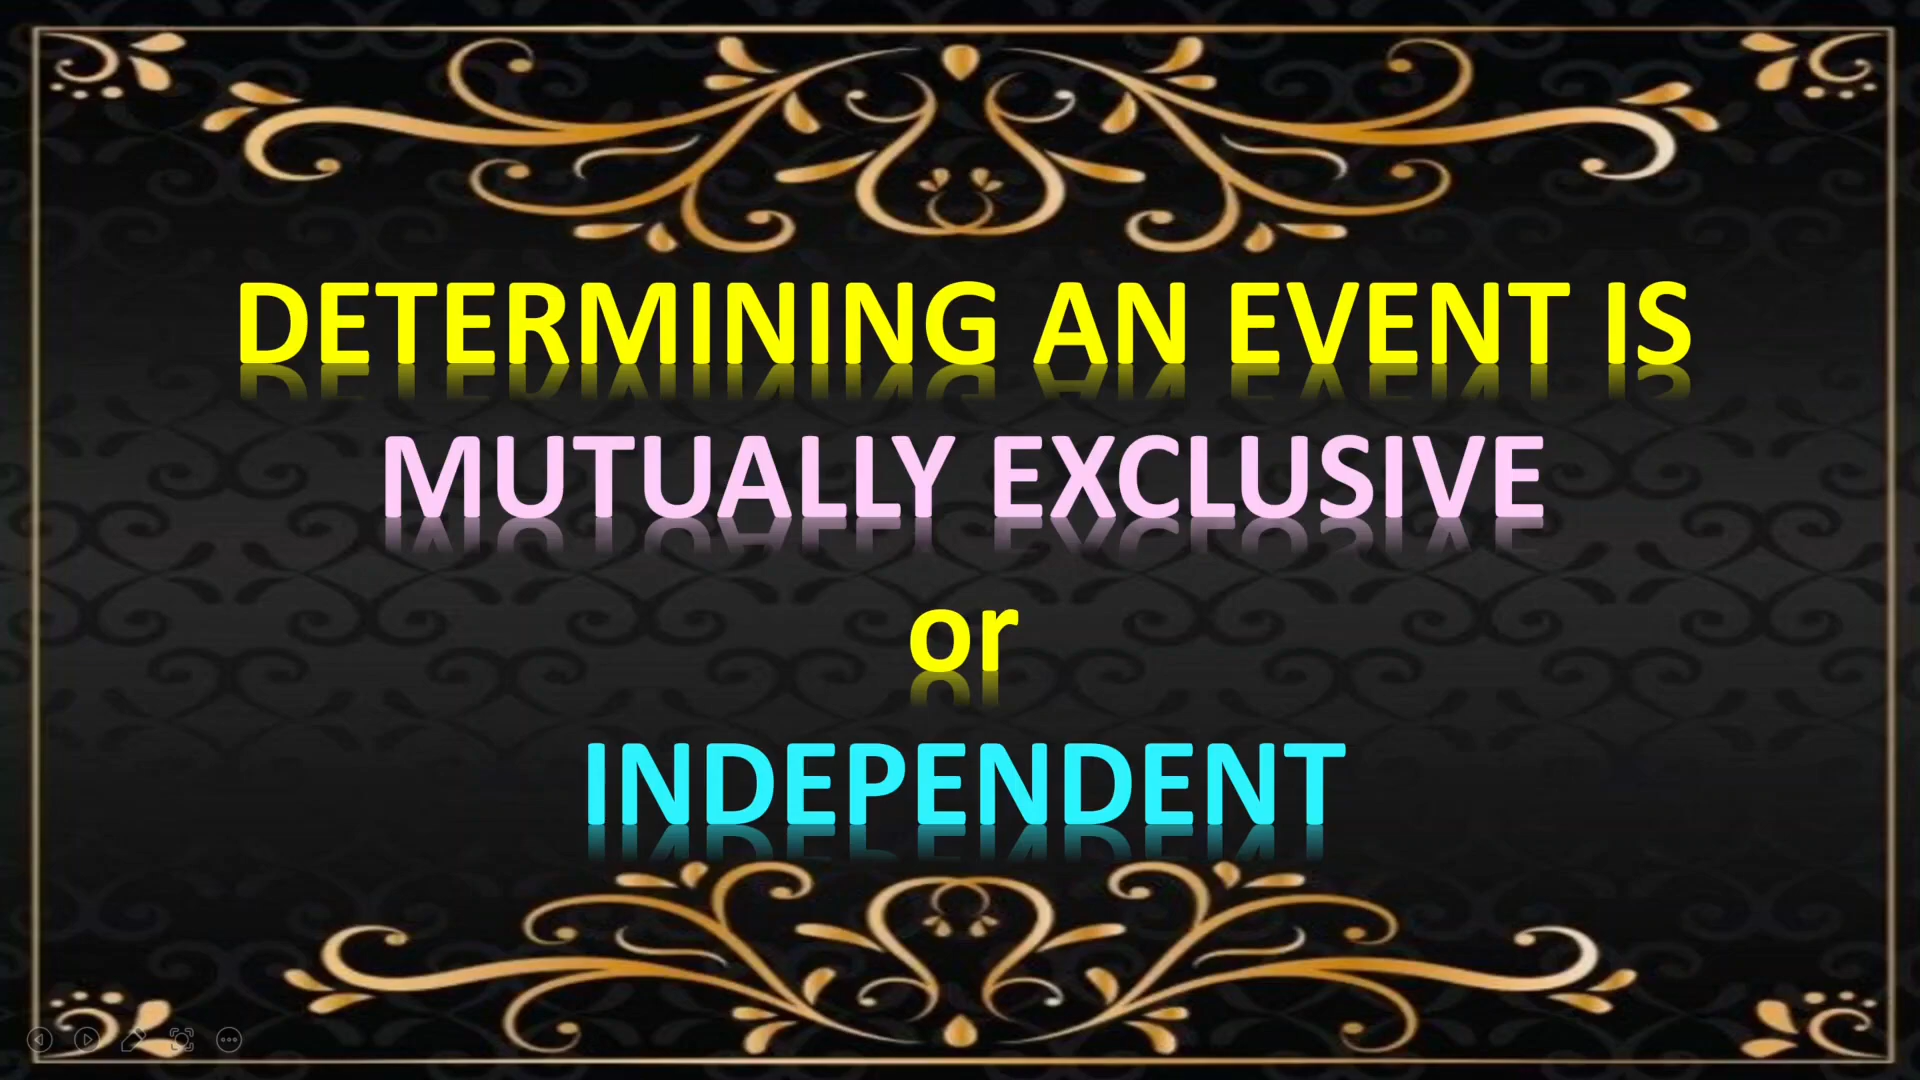 DETERMINING AN EVENT IS
MUTUALLY EXCLUSIVE
or
INDEPENDENT